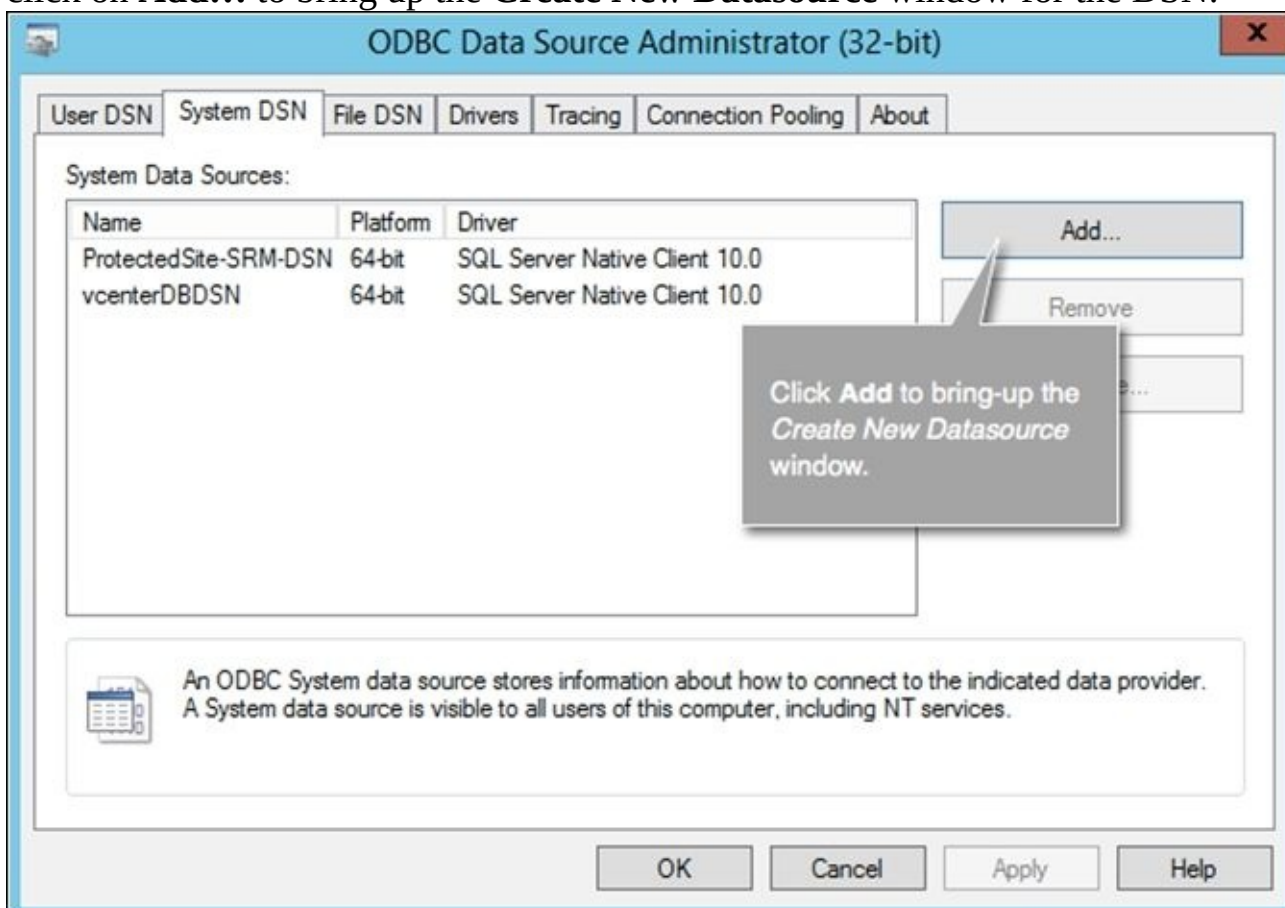 click on Add… to bring up the Create New Datasource window for the DSN:
ODBC Data Source Administrator (32-bit)
x
User DSN System DSN File DSN Drivers Tracing Connection Pooling About
System Data Sources:
Name Platform Driver
ProtectedSite-SRM-DSN 64-bit SQL Server Native Client 10.0
vcenterDBDSN 64-bit SQL Server Native Client 10.0
Add...
Remove
Click Add to bring-up the
Create New Datasource
window.
An ODBC System data source stores information about how to connect to the indicated data provider.
A System data source is visible to all users of this computer, including NT services.
OK Cancel Apply Help